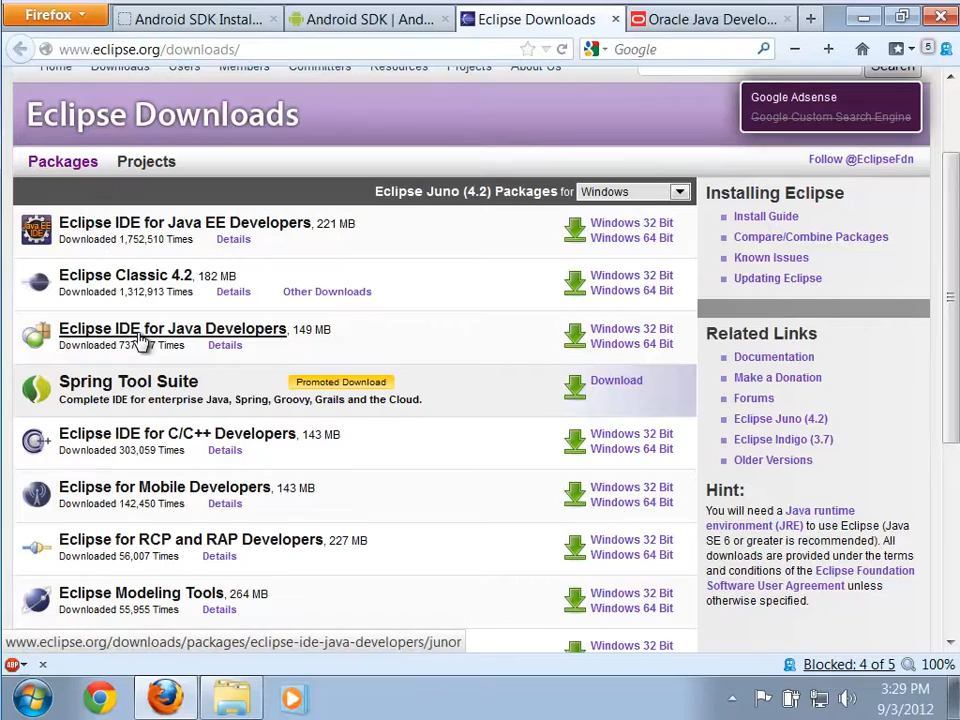 Firefox
Android SDK Instal...
Android SDK | And...
Eclipse Downloads
Oracle Java Develo...
www.eclipse.org/downloads/
Google
5
Home Downloads Users Members Committers Resources Projects About Us
Search
Eclipse Downloads
Google Adsense
Google Custom Search Engine
Packages Projects
Follow @EclipseFdn
Eclipse Juno (4.2) Packages for Windows
Eclipse IDE for Java EE Developers, 221 MB
Downloaded 1,752,510 Times Details
Windows 32 Bit
Windows 64 Bit
Eclipse Classic 4.2, 182 MB
Downloaded 1,312,913 Times Details Other Downloads
Windows 32 Bit
Windows 64 Bit
Eclipse IDE for Java Developers, 149 MB
Downloaded Times Details
Windows 32 Bit
Windows 64 Bit
Spring Tool Suite Promoted Download
Complete IDE for enterprise Java, Spring, Groovy, Grails and the Cloud.
Download
Eclipse IDE for C/C++ Developers, 143 MB
Downloaded 303,059 Times Details
Windows 32 Bit
Windows 64 Bit
Eclipse for Mobile Developers, 143 MB
Downloaded 142,450 Times Details
Windows 32 Bit
Windows 64 Bit
Eclipse for RCP and RAP Developers, 227 MB
Downloaded 56,007 Times Details
Windows 32 Bit
Windows 64 Bit
Eclipse Modeling Tools, 264 MB
Downloaded 55,955 Times Details
Windows 32 Bit
Windows 64 Bit
Windows 32 Bit
Installing Eclipse
Install Guide
Compare/Combine Packages
Known Issues
Updating Eclipse
Related Links
Documentation
Make a Donation
Forums
Eclipse Juno (4.2)
Eclipse Indigo (3.7)
Older Versions
Hint:
You will need a Java runtime
environment (JRE) to use Eclipse (Java
SE 6 or greater is recommended). All
downloads are provided under the terms
and conditions of the Eclipse Foundation
Software User Agreement unless
otherwise specified.
www.eclipse.org/downloads/packages/eclipse-ide-java-developers/junor
ABP
Blocked: 4 of 5
100%
3:29 PM
9/3/2012